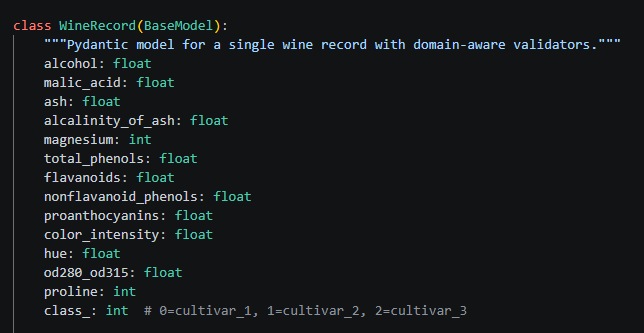 class WineRecord(BaseModel):
    """Pydantic model for a single wine record with domain-aware validators."""
    alcohol: float
    malic_acid: float
    ash: float
    alcalinity_of_ash: float
    magnesium: int
    total_phenols: float
    flavanoids: float
    nonflavanoid_phenols: float
    proanthocyanins: float
    color_intensity: float
    hue: float
    od280_od315: float
    proline: int
    class_: int  # 0=cultivar_1, 1=cultivar_2, 2=cultivar_3